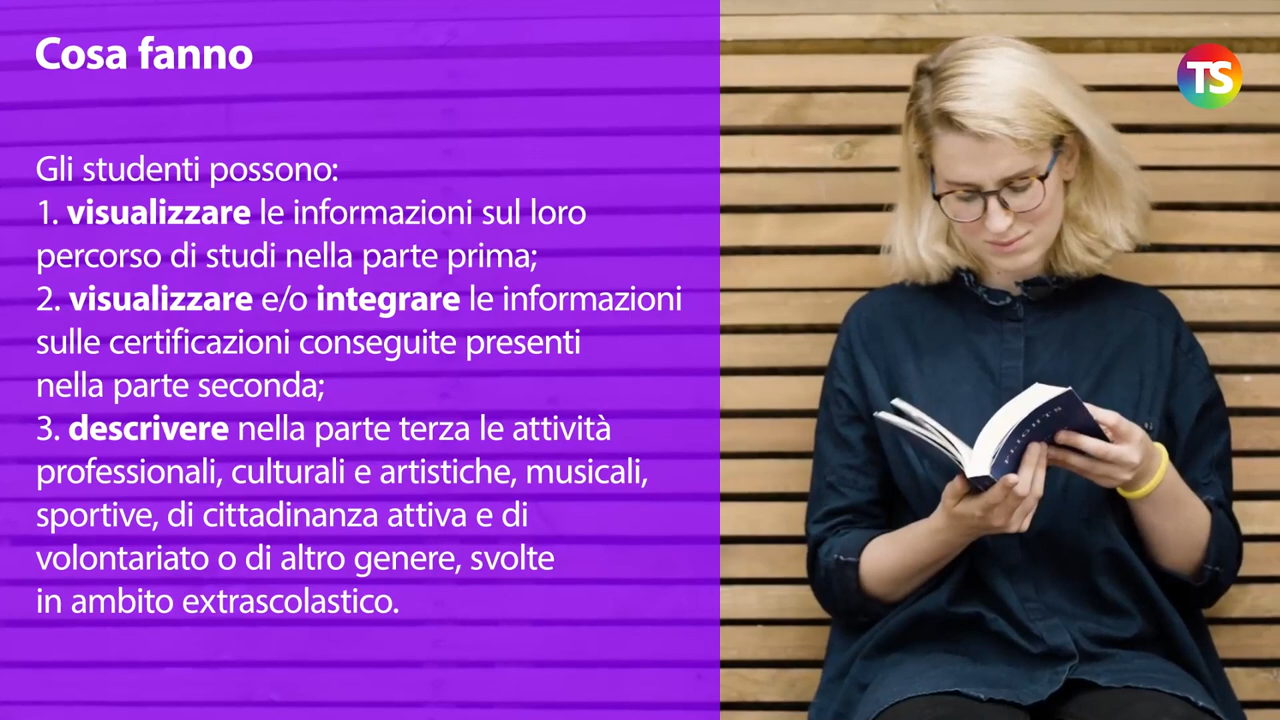 Cosa fanno
TS
Gli studenti possono:
1. visualizzare le informazioni sul loro
percorso di studi nella parte prima;
2. visualizzare e/o integrare le informazioni
sulle certificazioni conseguite presenti
nella parte seconda;
3. descrivere nella parte terza le attività
professionali, culturali e artistiche, musicali,
sportive, di cittadinanza attiva e di
volontariato o di altro genere, svolte
in ambito extrascolastico.